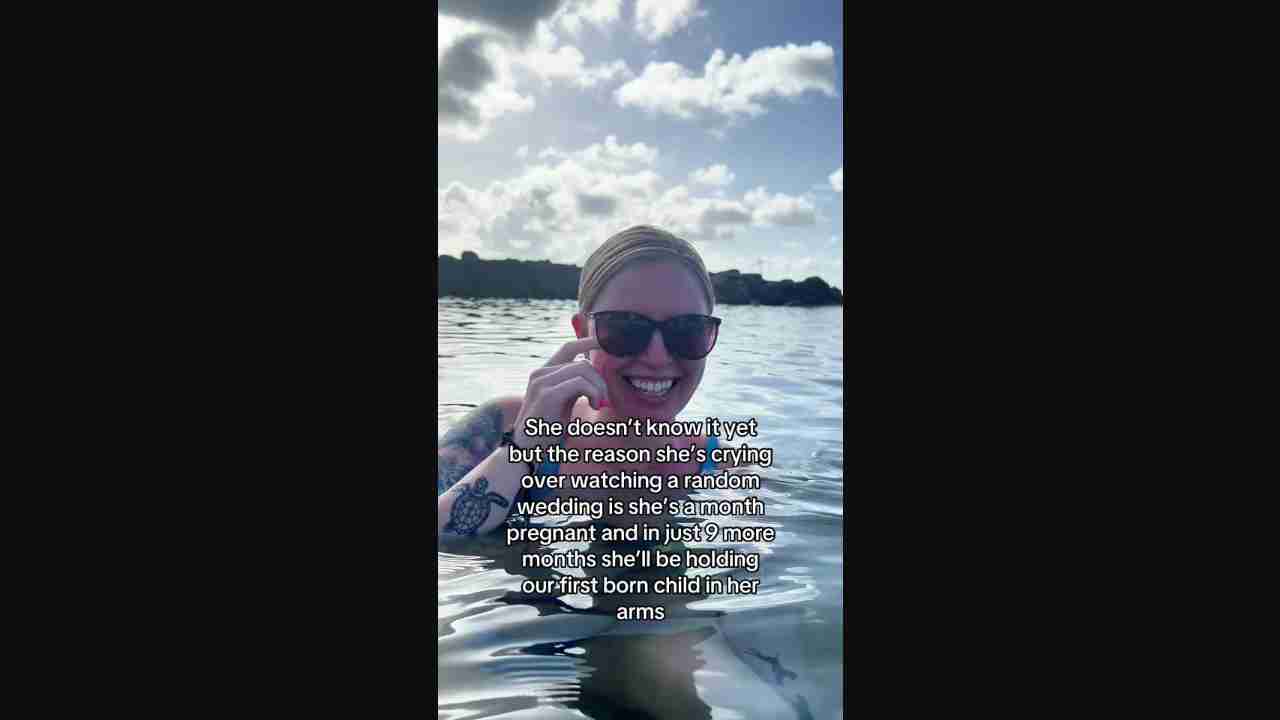 She doesn’t know it yet
but the reason she’s crying
over watching a random
wedding is she’s a month
pregnant and in just 9 more
months she’ll be holding
our first born child in her
arms